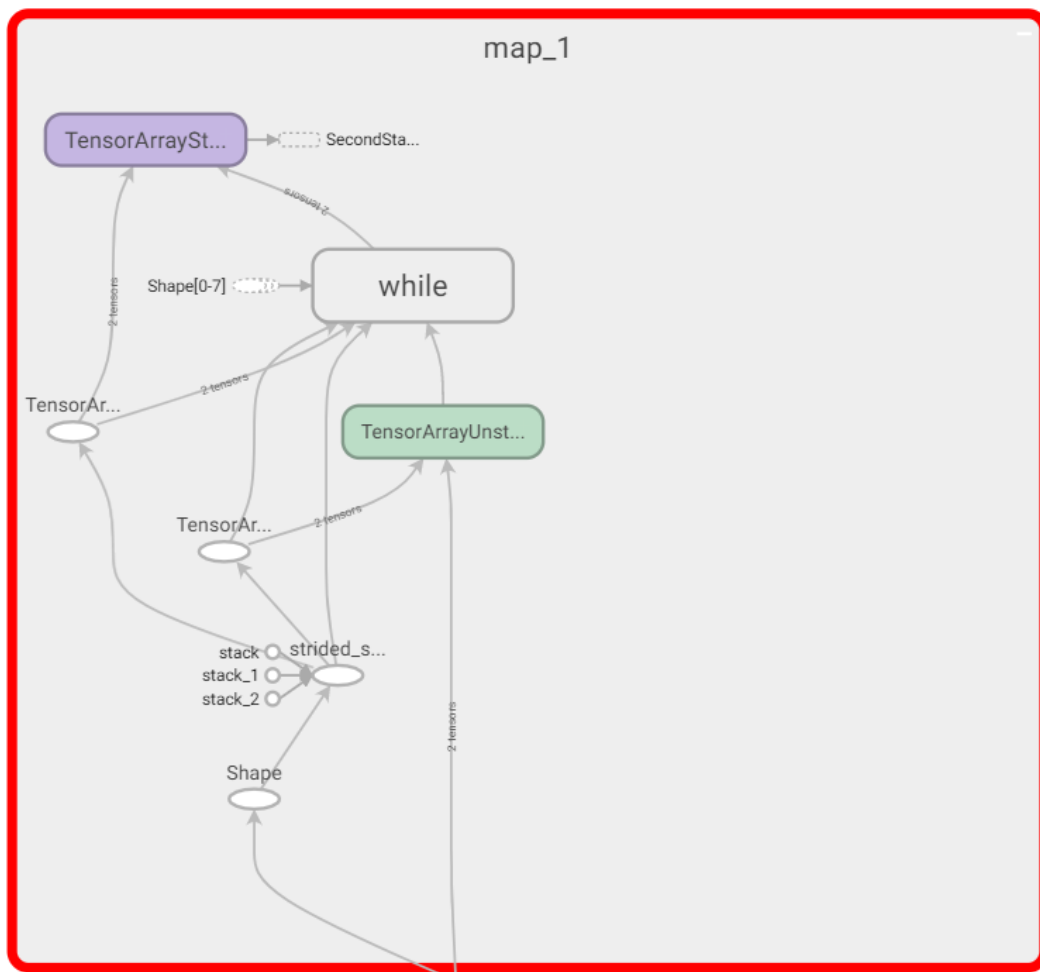 map_1
TensorArraySt...
SecondSta...
2 tensors
Shape[0-7]
while
2 tensors
2 tensors
TensorAr...
TensorArrayUnst...
TensorAr...
2 tensors
stack
strided_s...
stack_1
stack_2
2 tensors
Shape